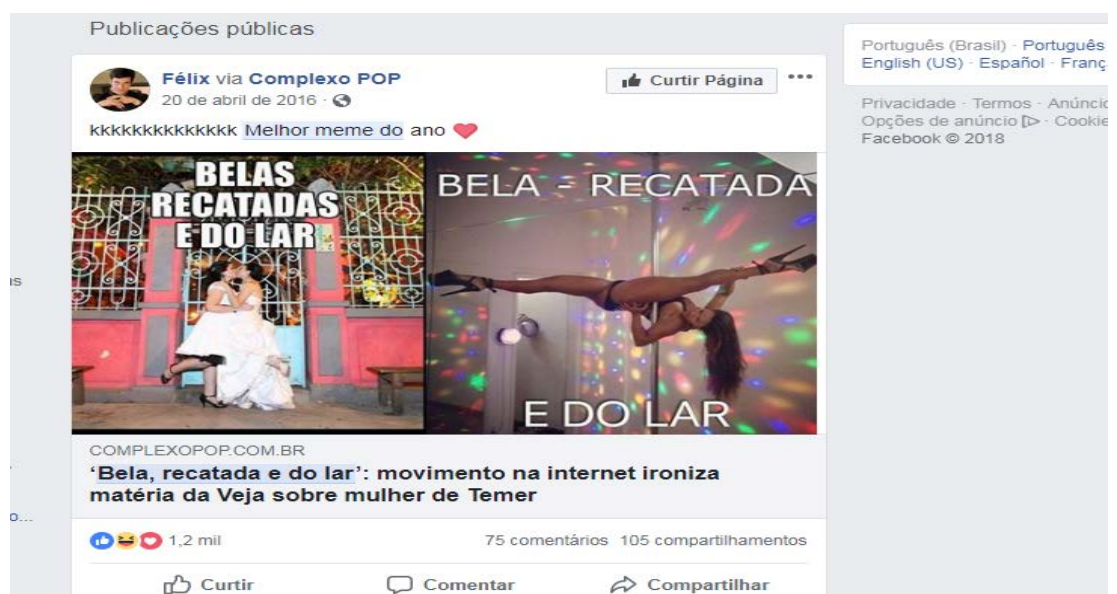 Publicações públicas
Félix via Complexo POP
Curtir Página
20 de abril de 2016
kkkkkkkkkkkkkk Melhor meme do ano
BELAS
RECATADAS
E DO LAR
BELA - RECATADA
E DO LAR
COMPLEXOPOP.COM.BR
'Bela, recatada e do lar': movimento na internet ironiza
matéria da Veja sobre mulher de Temer
1,2 mil
75 comentários 105 compartilhamentos
Curtir
Comentar
Compartilhar
Português (Brasil) · Português
English (US) · Español · Franç
Privacidade · Termos · Anúncio
Opções de anúncio · Cookie
Facebook © 2018